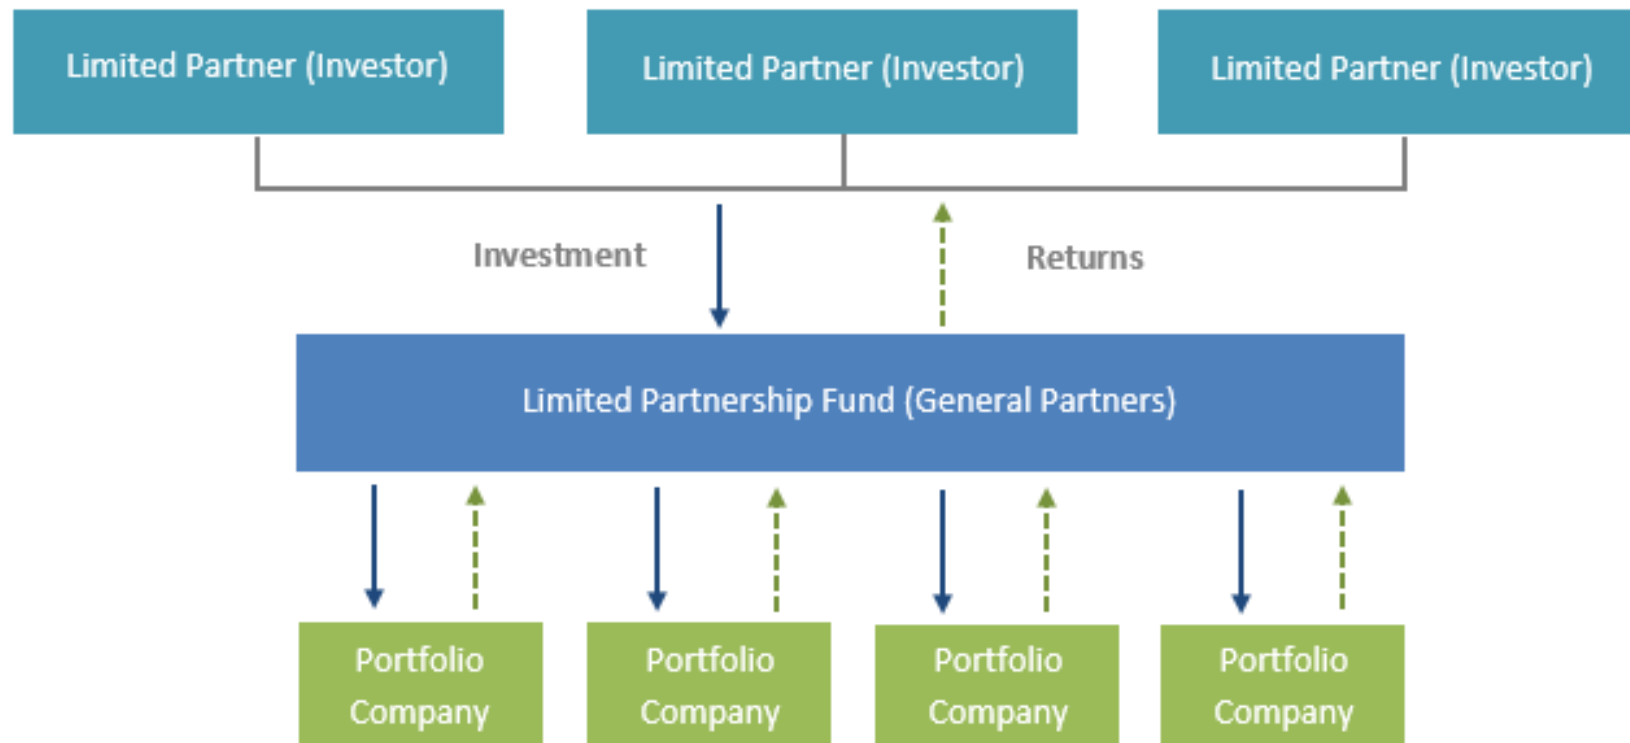 Limited Partner (Investor)
Limited Partner (Investor)
Limited Partner (Investor)
Investment
Returns
Limited Partnership Fund (General Partners)
Portfolio
Company
Portfolio
Company
Portfolio
Company
Portfolio
Company